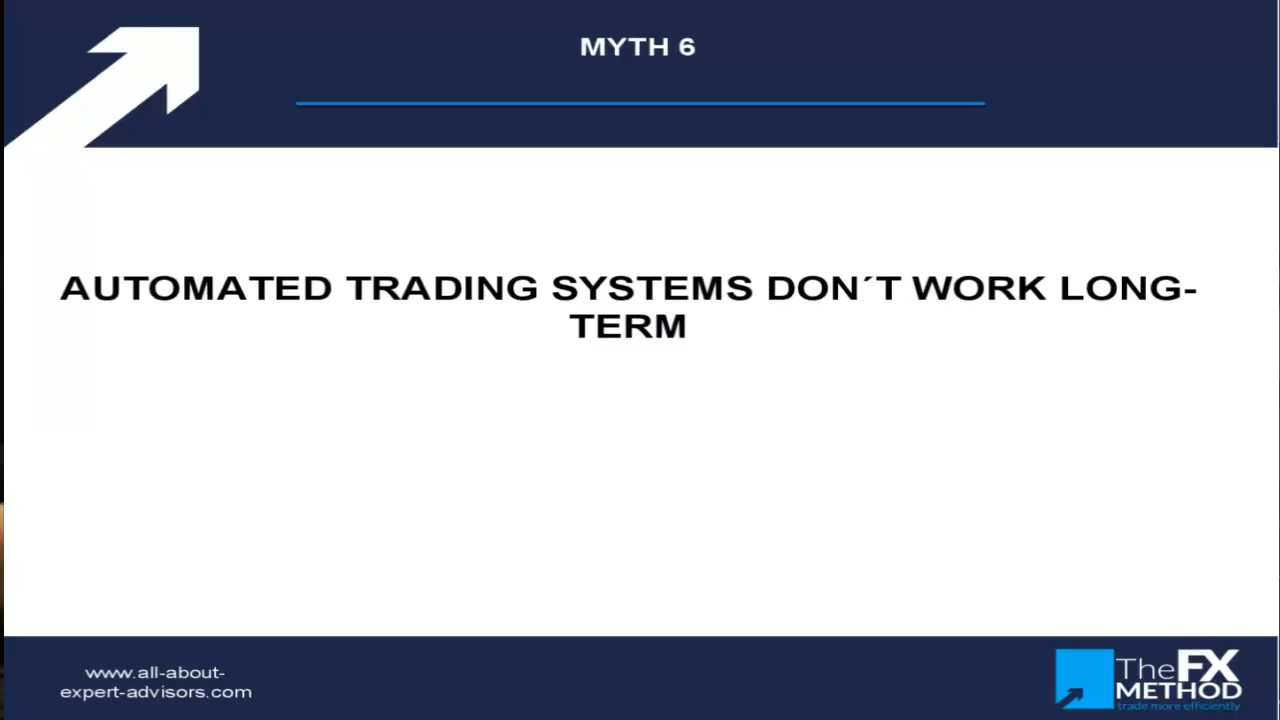 MYTH 6
AUTOMATED TRADING SYSTEMS DON´T WORK LONG-
TERM
www.all-about-
expert-advisors.com
The FX
METHOD
trade more efficiently